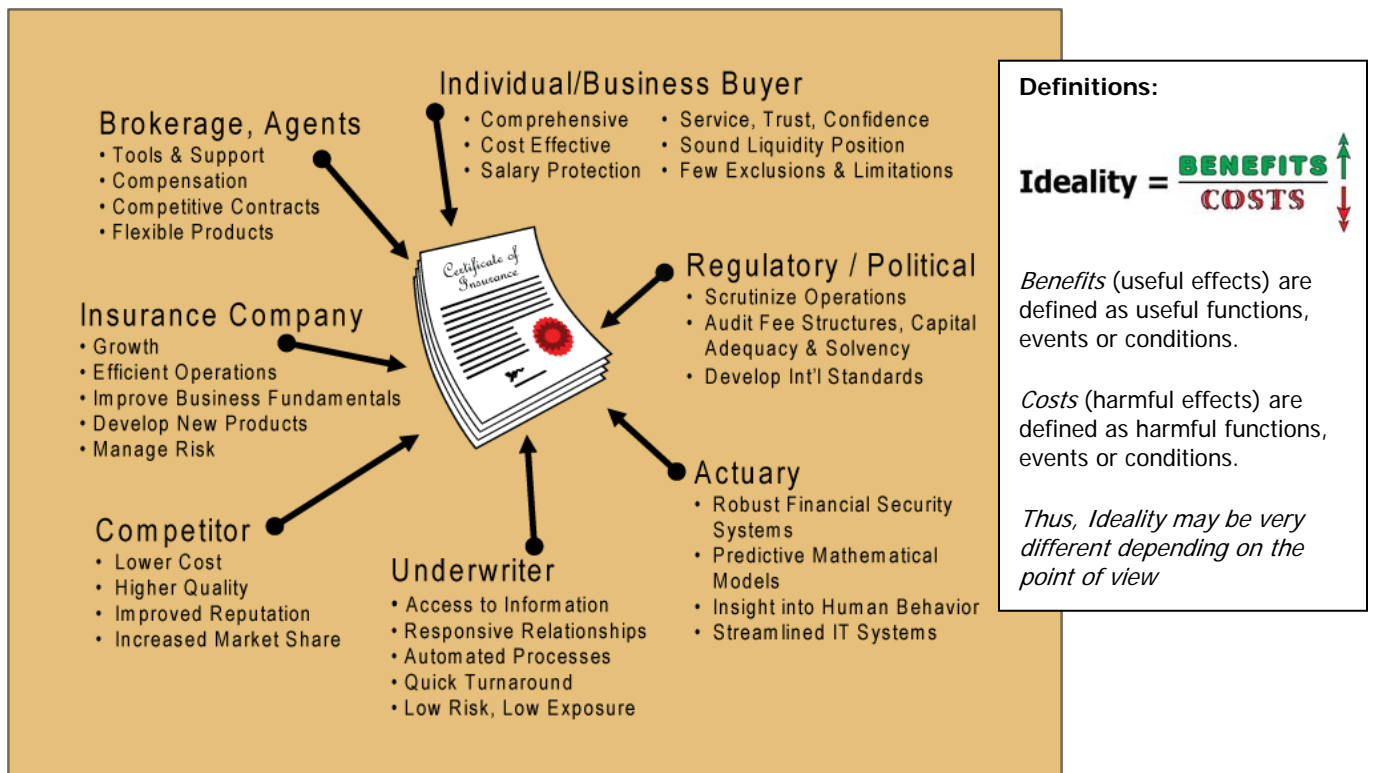 Individual/Business Buyer
• Comprehensive
• Cost Effective
• Salary Protection
• Service, Trust, Confidence
• Sound Liquidity Position
• Few Exclusions & Limitations
Brokerage, Agents
• Tools & Support
• Compensation
• Competitive Contracts
• Flexible Products
Certificate of
Insurance
Regulatory / Political
• Scrutinize Operations
• Audit Fee Structures, Capital
Adequacy & Solvency
• Develop Int'l Standards
Insurance Company
• Growth
• Efficient Operations
• Improve Business Fundamentals
• Develop New Products
• Manage Risk
Actuary
• Robust Financial Security
Systems
• Predictive Mathematical
Models
• Insight into Human Behavior
• Streamlined IT Systems
Competitor
• Lower Cost
• Higher Quality
• Improved Reputation
• Increased Market Share
Underwriter
• Access to Information
• Responsive Relationships
• Automated Processes
• Quick Turnaround
• Low Risk, Low Exposure
Definitions:
Ideality = BENEFITS
COSTS
Benefits (useful effects) are
defined as useful functions,
events or conditions.
Costs (harmful effects) are
defined as harmful functions,
events or conditions.
Thus, Ideality may be very
different depending on the
point of view